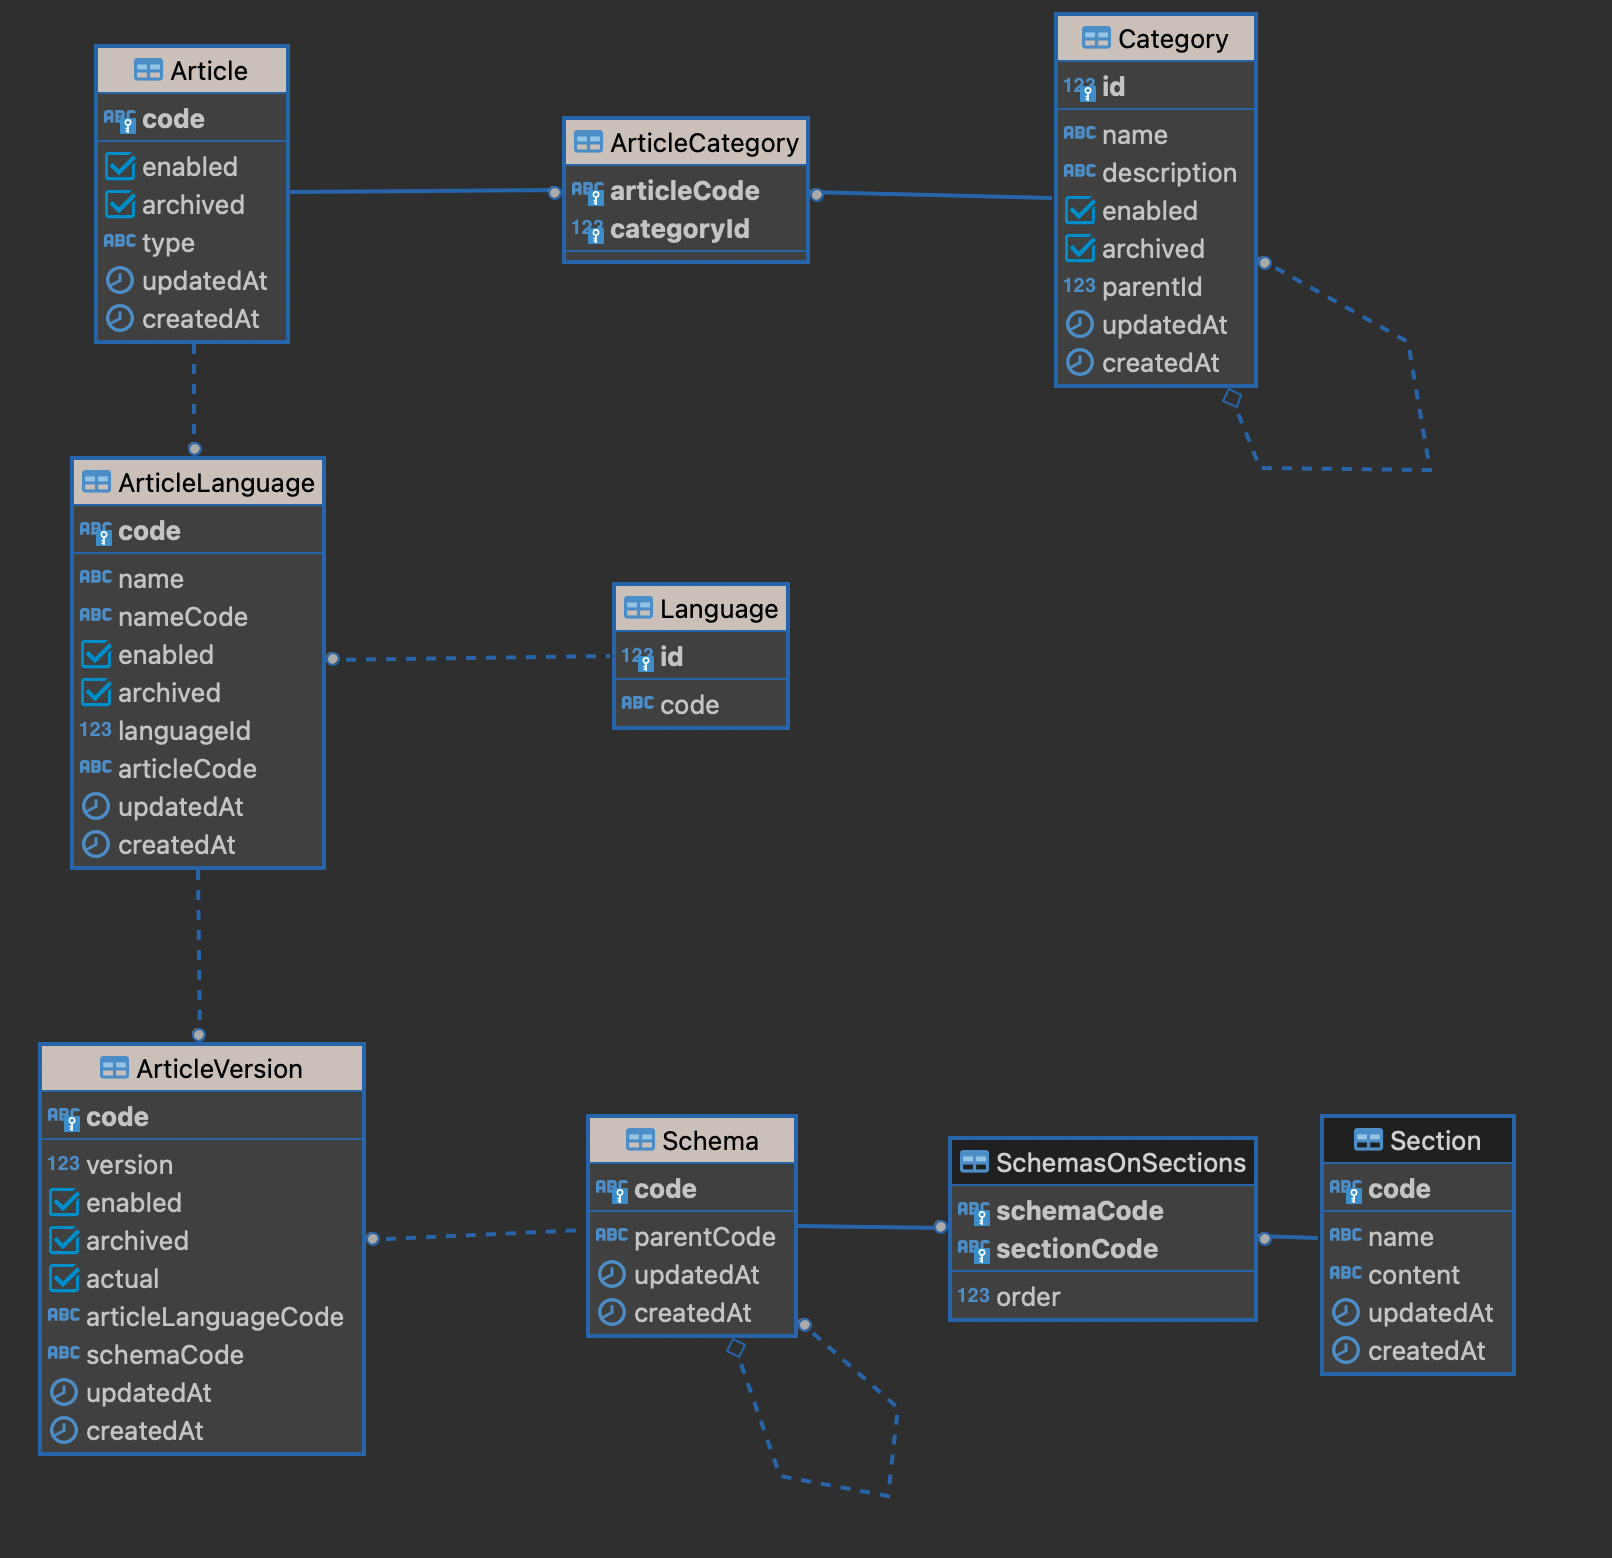 Article
ABC code
enabled
archived
ABC type
updatedAt
createdAt
ArticleCategory
ABC articleCode
123 categoryId
Category
123 id
ABC name
ABC description
enabled
archived
123 parentId
updatedAt
createdAt
ArticleLanguage
ABC code
ABC name
ABC nameCode
enabled
archived
123 languageId
ABC articleCode
updatedAt
createdAt
Language
123 id
ABC code
ArticleVersion
ABC code
123 version
enabled
archived
actual
ABC articleLanguageCode
ABC schemaCode
updatedAt
createdAt
Schema
ABC code
ABC parentCode
updatedAt
createdAt
SchemasOnSections
ABC schemaCode
ABC sectionCode
123 order
Section
ABC code
ABC name
ABC content
updatedAt
createdAt